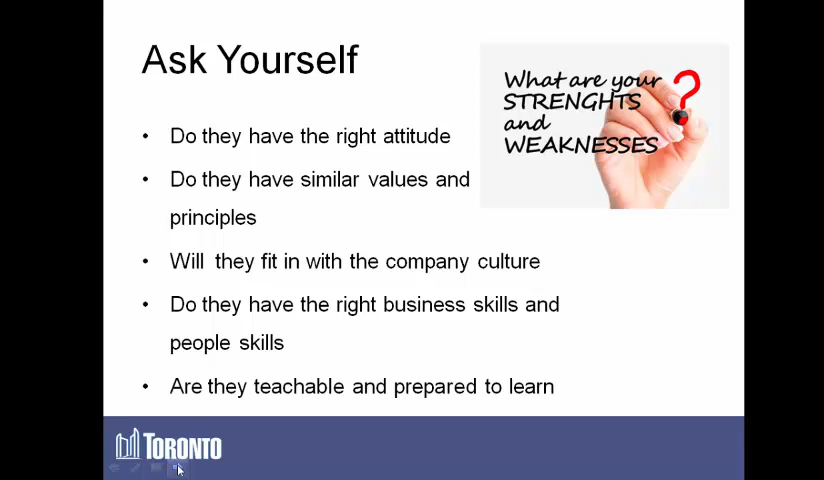 Ask Yourself
What are your
STRENGHTS
and
WEAKNESSES
?
• Do they have the right attitude
• Do they have similar values and
principles
• Will they fit in with the company culture
• Do they have the right business skills and
people skills
• Are they teachable and prepared to learn
TORONTO